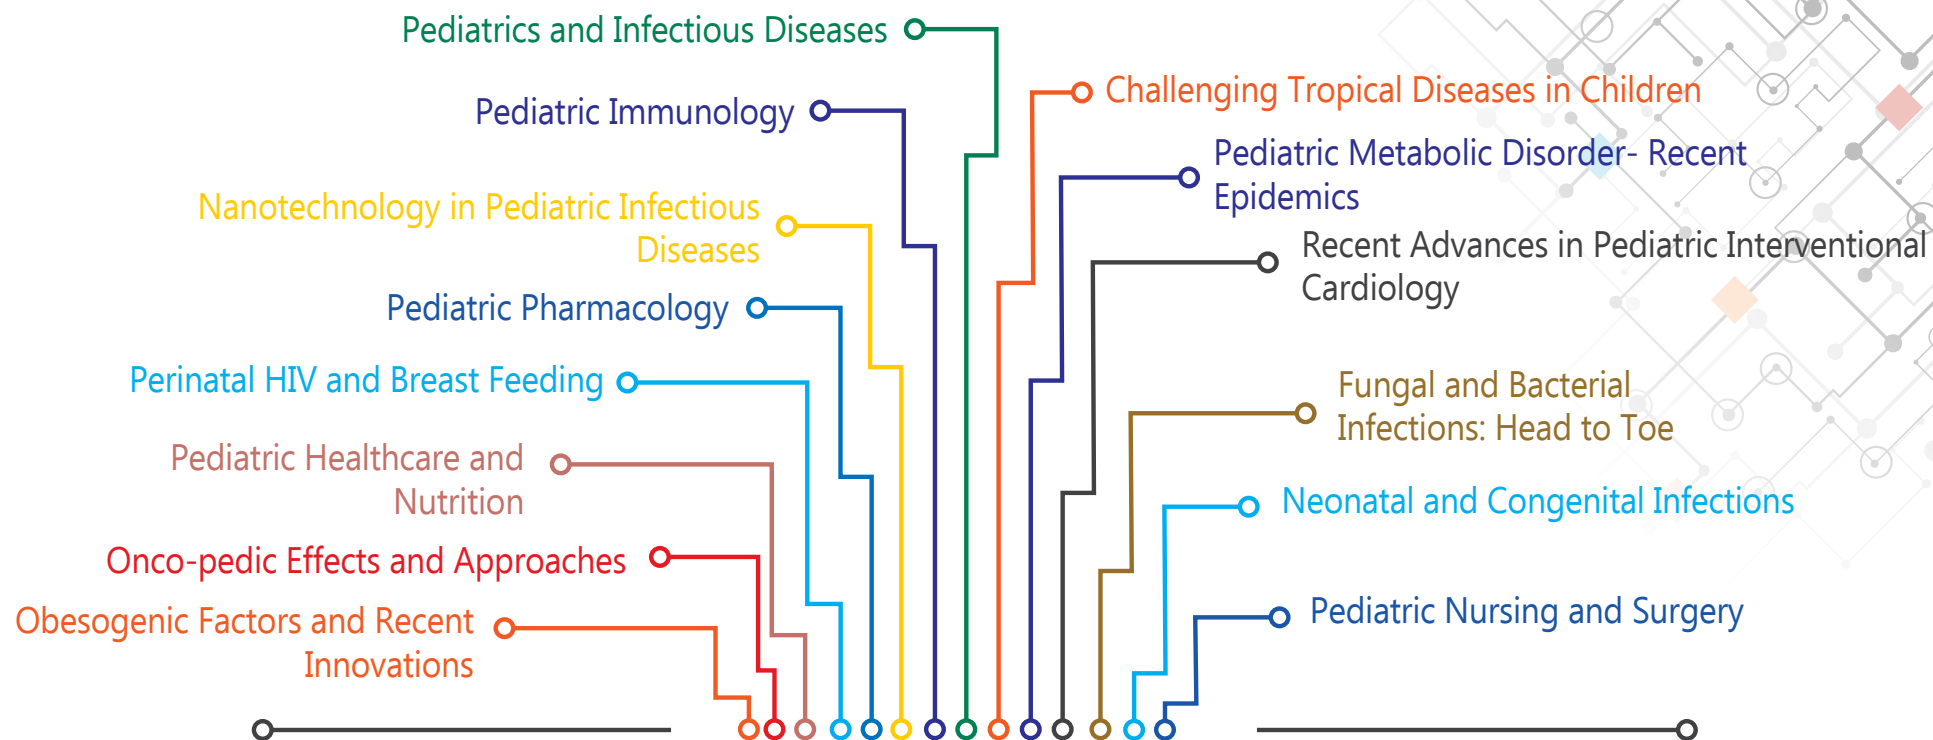 Pediatrics and Infectious Diseases
Pediatric Immunology
Nanotechnology in Pediatric Infectious
Diseases
Pediatric Pharmacology
Perinatal HIV and Breast Feeding
Pediatric Healthcare and
Nutrition
Onco-pedic Effects and Approaches
Obesogenic Factors and Recent
Innovations
Challenging Tropical Diseases in Children
Pediatric Metabolic Disorder- Recent
Epidemics
Recent Advances in Pediatric Interventional
Cardiology
Fungal and Bacterial
Infections: Head to Toe
Neonatal and Congenital Infections
Pediatric Nursing and Surgery